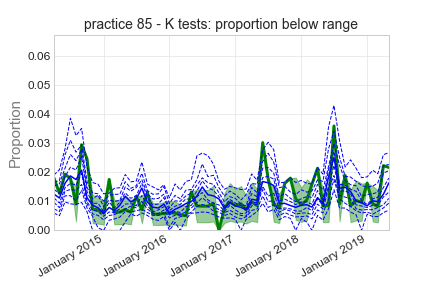 practice 85 - K tests: proportion below range
0.06
0.05
0.04
0.03
0.02
0.01
0.00
Proportion
January 2015
January 2016
January 2017
January 2018
January 2019